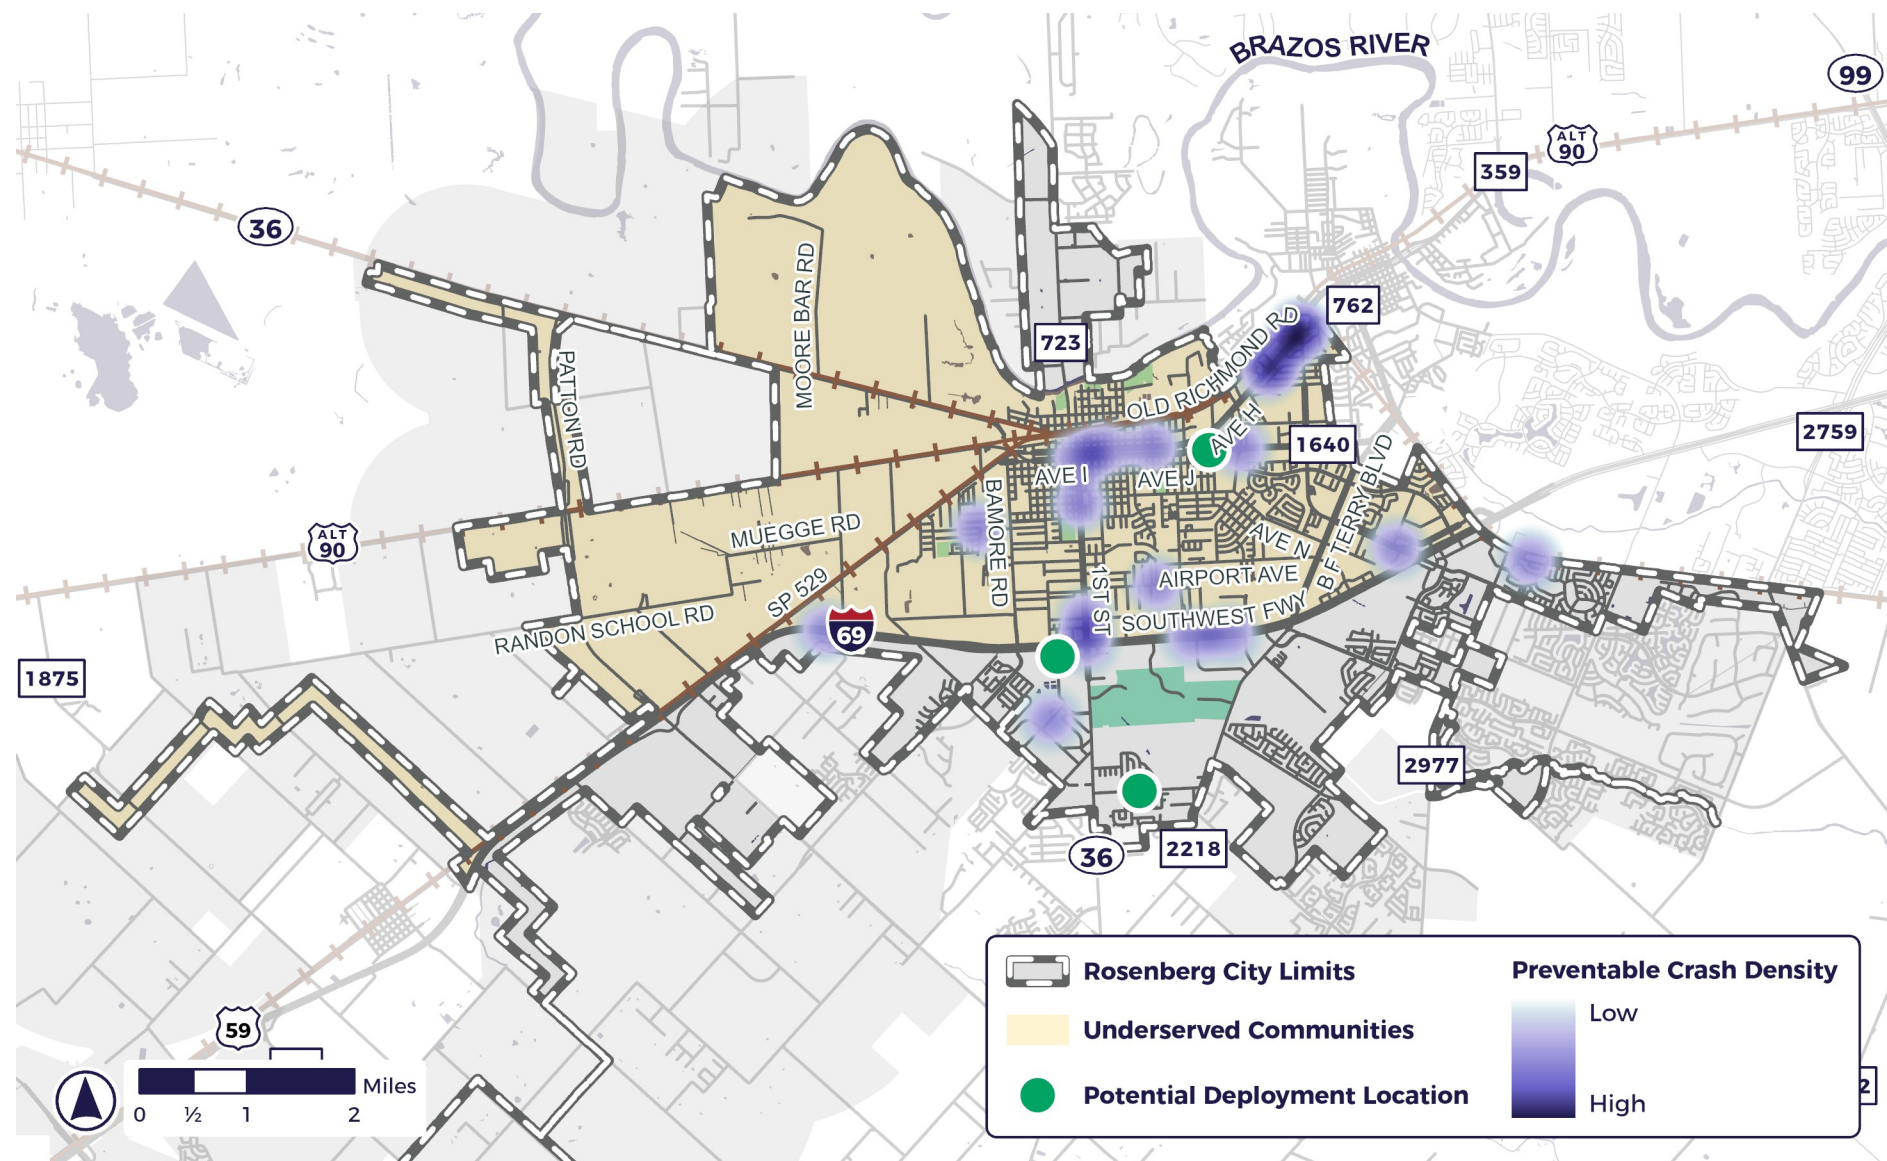 BRAZOS RIVER
99
ALT
90
359
36
762
723
MOORE BAR RD
OLD RICHMOND RD
PATTON RD
AVE H
1640
2759
AVE I
AVE J
BAMORE RD
MUEGGE RD
ALT
90
AVE N
B F TERRY BLVD
AIRPORT AVE
1ST ST
SP 529
SOUTHWEST FWY
RANDON SCHOOL RD
69
1875
2977
36
2218
59
Miles
0 ½ 1 2
Rosenberg City Limits
Underserved Communities
Potential Deployment Location
Preventable Crash Density
Low
High
2